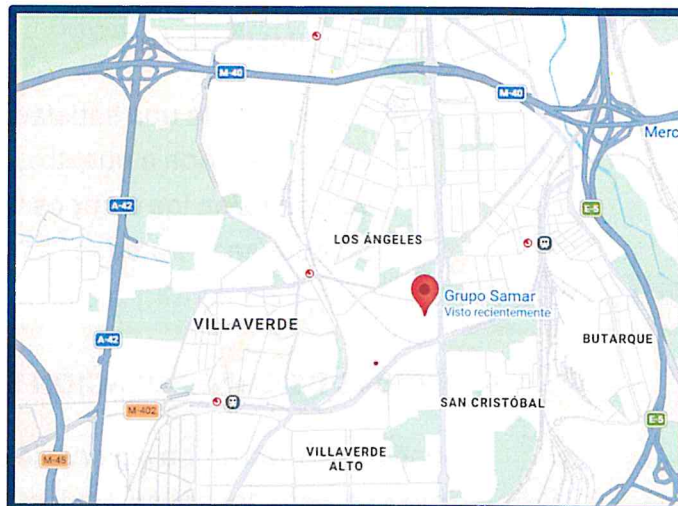 M-40
M-40
Merc
A-42
E-5
LOS ÁNGELES
Grupo Samar
Visto recientemente
VILLAVERDE
BUTARQUE
A-42
M-402
SAN CRISTÓBAL
E-5
VILLAVERDE
ALTO
M-45